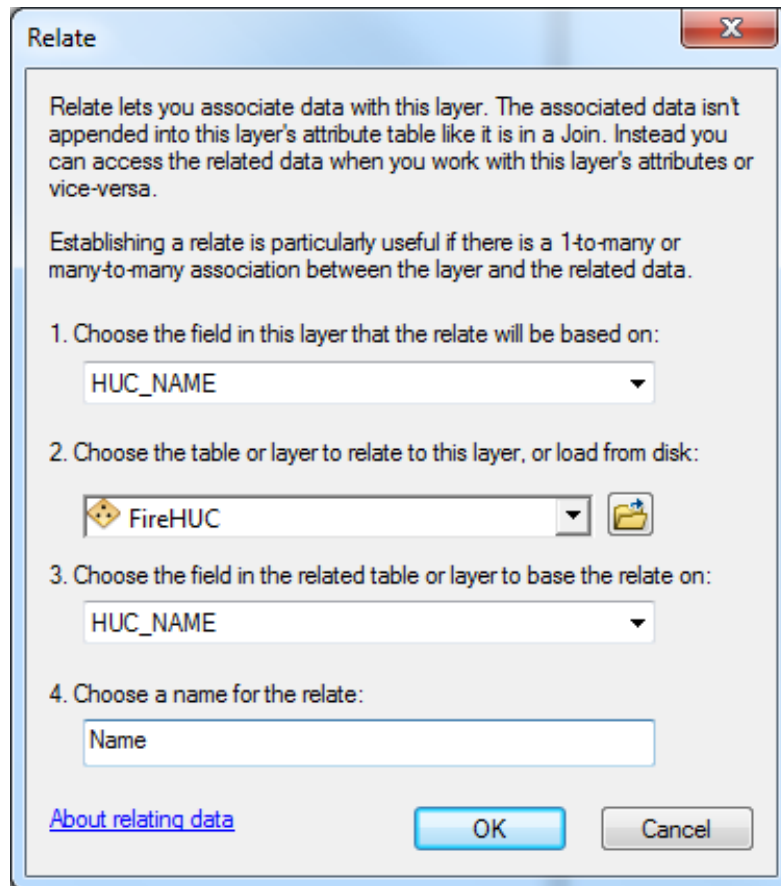 Relate
Relate lets you associate data with this layer. The associated data isn't
appended into this layer's attribute table like it is in a Join. Instead you
can access the related data when you work with this layer's attributes or
vice-versa.
Establishing a relate is particularly useful if there is a 1-to-many or
many-to-many association between the layer and the related data.
1. Choose the field in this layer that the relate will be based on:
HUC_NAME
2. Choose the table or layer to relate to this layer, or load from disk:
FireHUC
3. Choose the field in the related table or layer to base the relate on:
HUC_NAME
4. Choose a name for the relate:
Name
About relating data
OK
Cancel